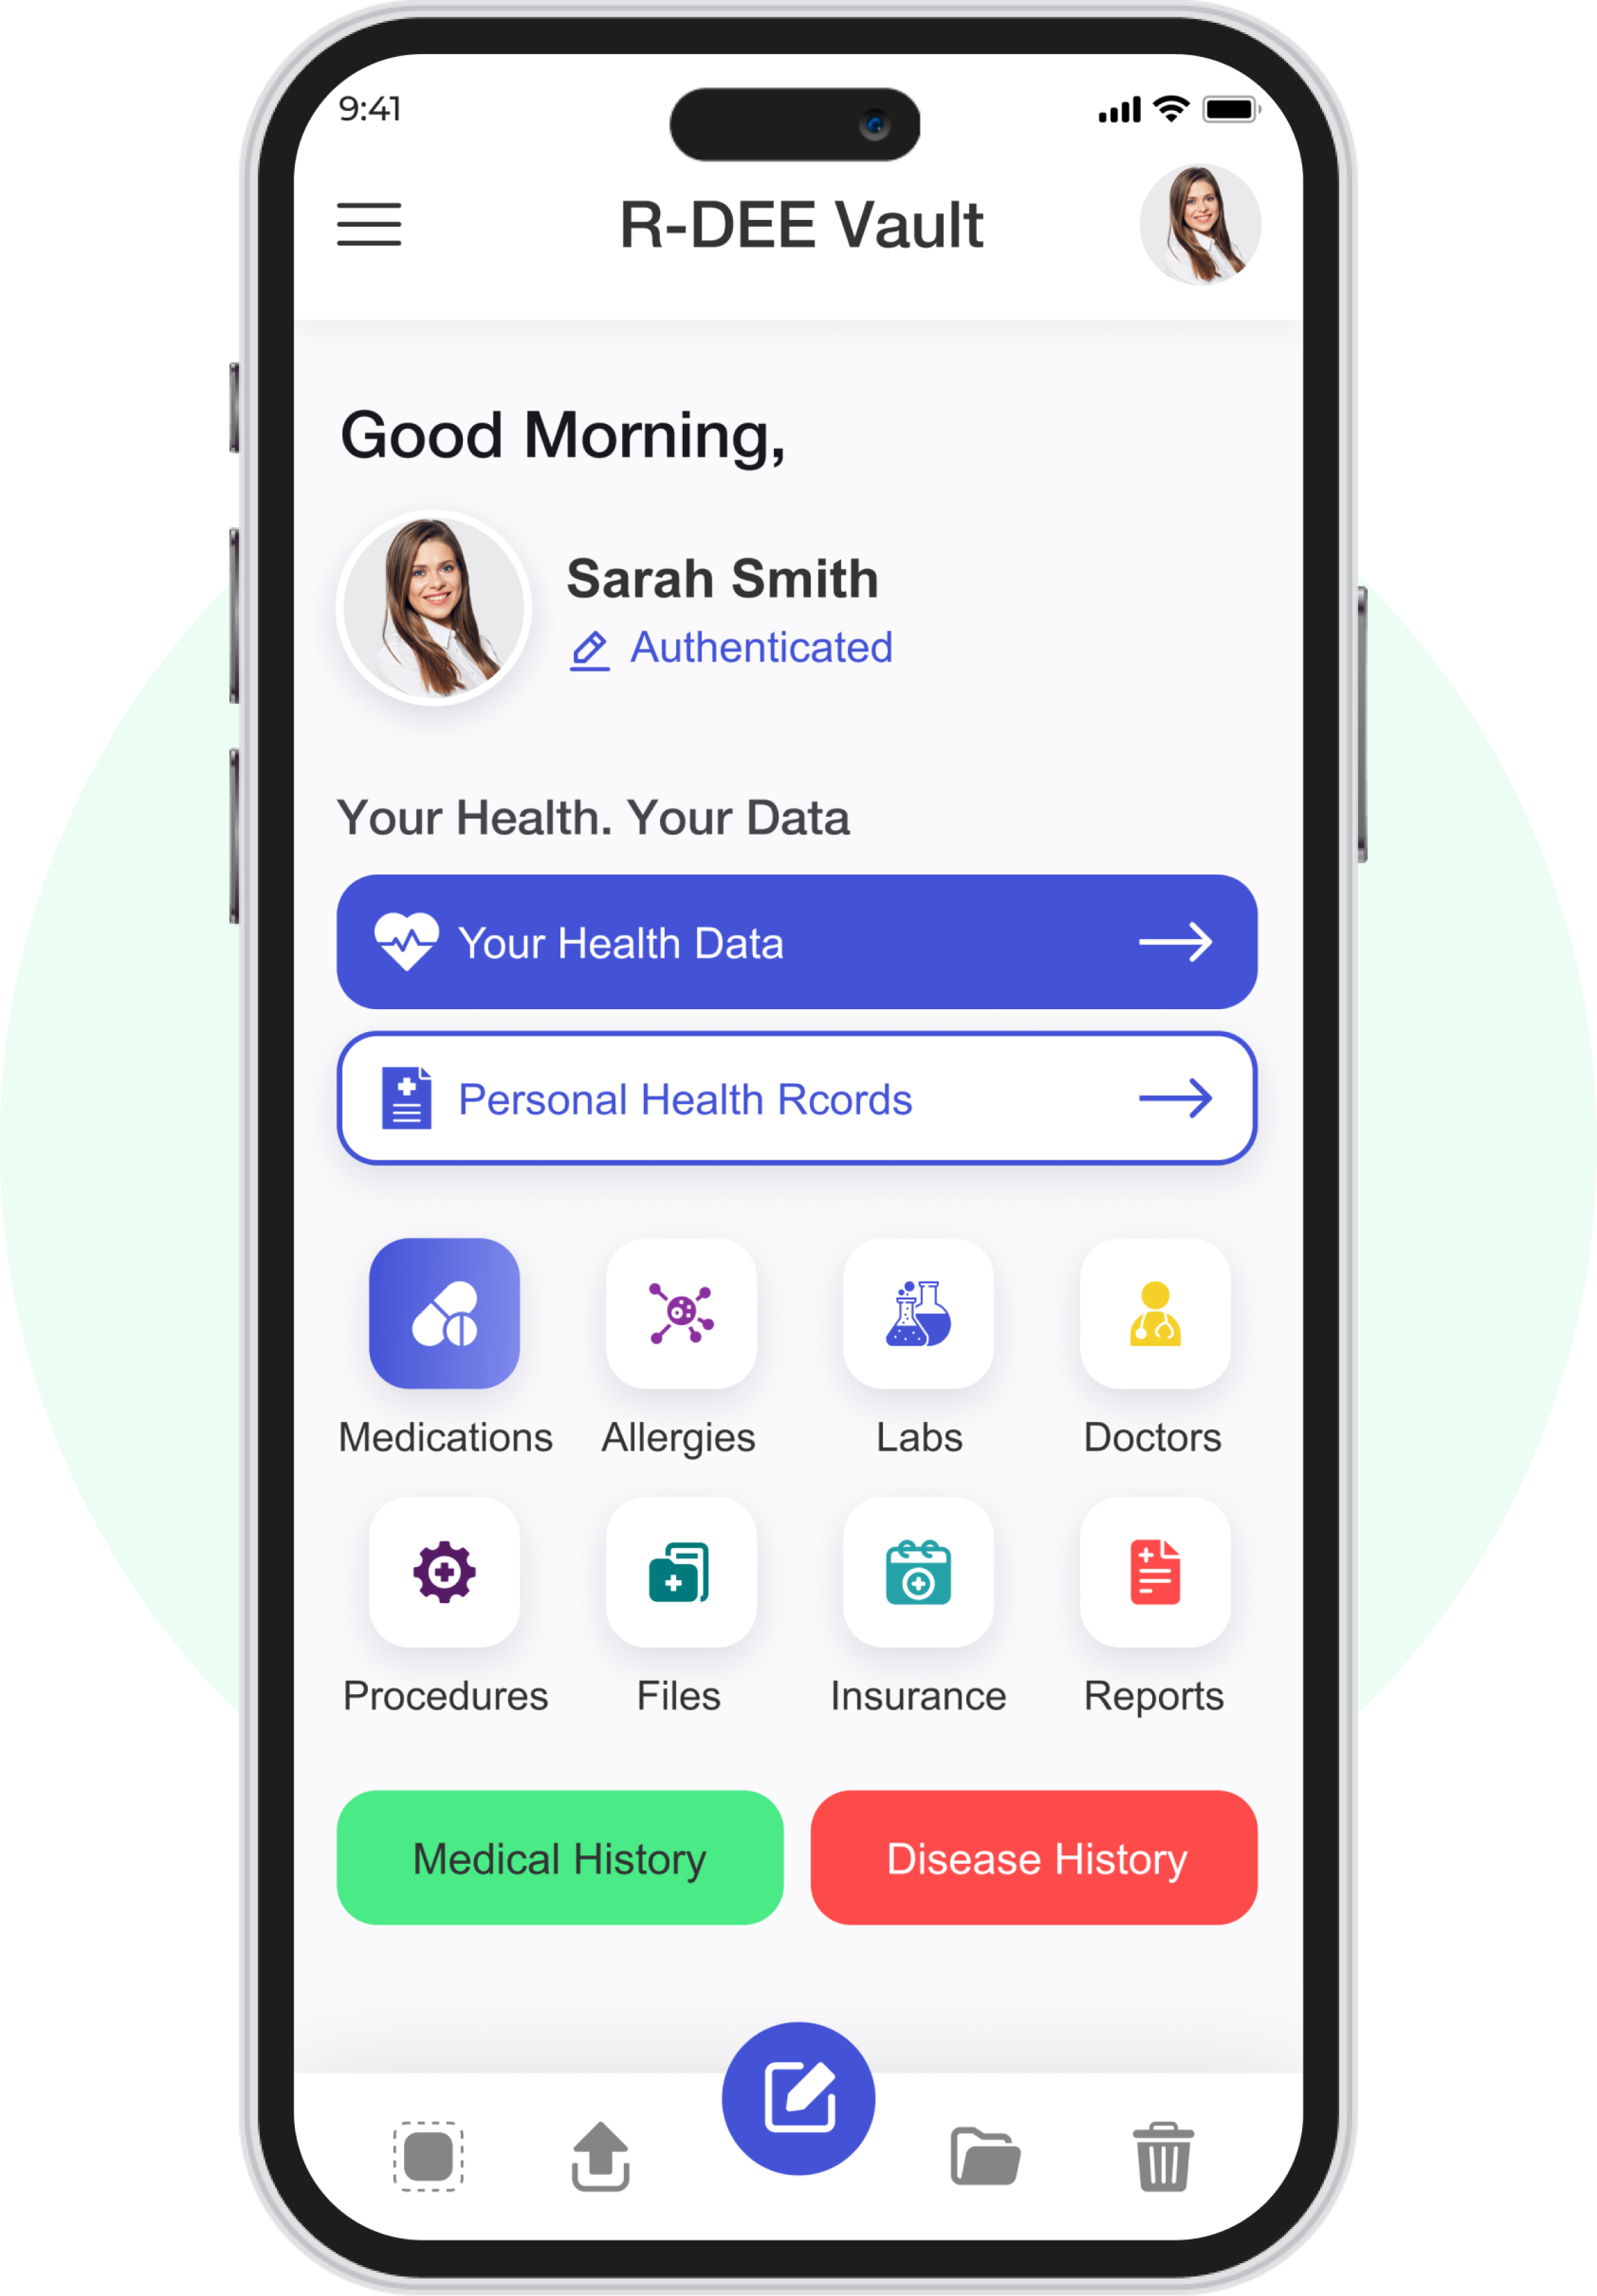 9:41
R-DEE Vault
Good Morning,
Sarah Smith
Authenticated
Your Health. Your Data
Your Health Data
Personal Health Rcords
Medications Allergies Labs Doctors
Procedures Files Insurance Reports
Medical History Disease History